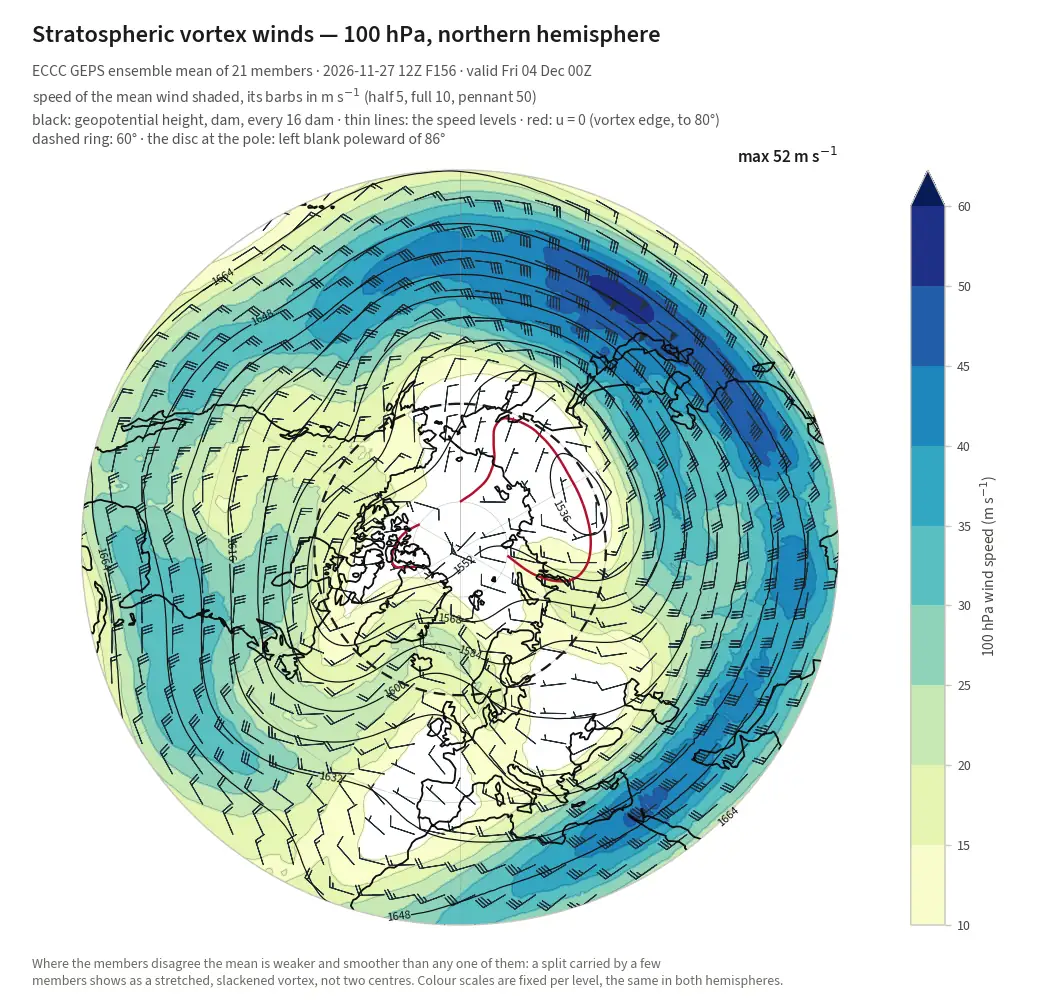 Stratospheric vortex winds — 100 hPa, northern hemisphere
ECCC GEPS ensemble mean of 21 members · 2026-11-27 12Z F156 · valid Fri 04 Dec 00Z
speed of the mean wind shaded, its barbs in m s⁻¹ (half 5, full 10, pennant 50)
black: geopotential height, dam, every 16 dam · thin lines: the speed levels · red: u = 0 (vortex edge, to 80°)
dashed ring: 60° · the disc at the pole: left blank poleward of 86°
max 52 m s⁻¹
60
50
45
40
35
30
25
20
15
10
100 hPa wind speed (m s⁻¹)
1664
1648
1536
1616
1552
1568
1584
1600
1632
1664
1648
Where the members disagree the mean is weaker and smoother than any one of them: a split carried by a few
members shows as a stretched, slackened vortex, not two centres. Colour scales are fixed per level, the same in both hemispheres.